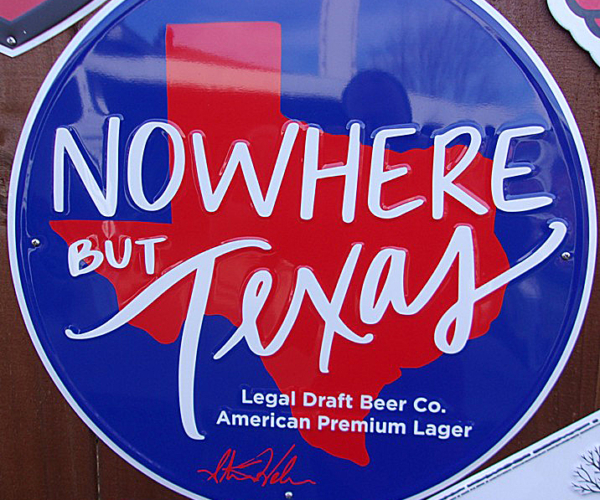 NOWHERE
BUT Texas
Legal Draft Beer Co.
American Premium Lager